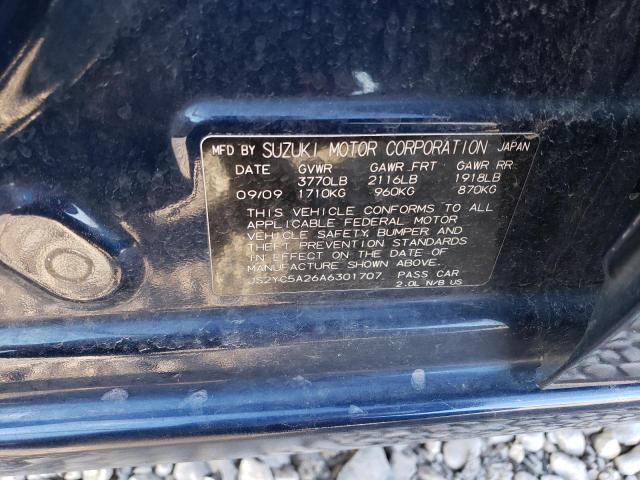 MFD BY SUZUKI MOTOR CORPORATION JAPAN
DATE GVWR GAWR FRT GAWR RR
3770LB 2116LB 1918LB
09/09 1710KG 960KG 870KG
THIS VEHICLE CONFORMS TO ALL
APPLICABLE FEDERAL MOTOR
VEHICLE SAFETY, BUMPER AND
THEFT PREVENTION STANDARDS
IN EFFECT ON THE DATE OF
MANUFACTURE SHOWN ABOVE.
JS2YC5A26A6301707 PASS CAR
2.0L N/B US